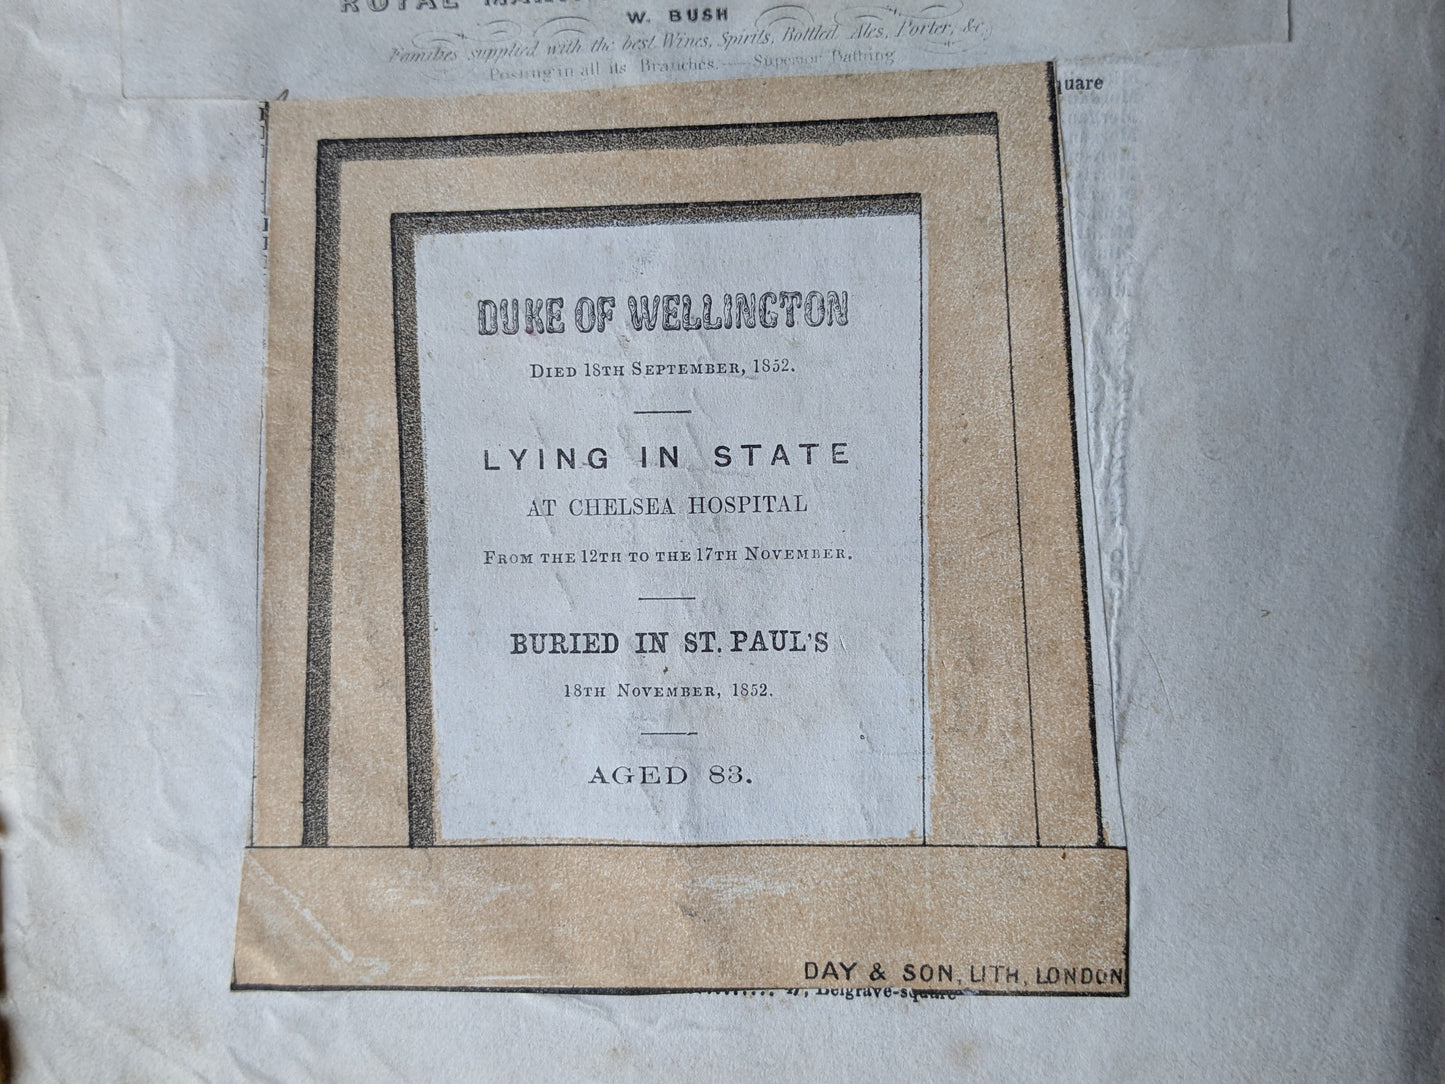 ROYAL
W. BUSH
Families supplied with the best Wines, Spirits, Bottled Ales, Porter, &c.
Posting in all its Branches.—Superior Bathing
quare
DUKE OF WELLINGTON
DIED 18TH SEPTEMBER, 1852.
LYING IN STATE
AT CHELSEA HOSPITAL
FROM THE 12TH TO THE 17TH NOVEMBER.
BURIED IN ST. PAUL'S
18TH NOVEMBER, 1852.
AGED 83.
DAY & SON, LITH, LONDON
Belgrave-square